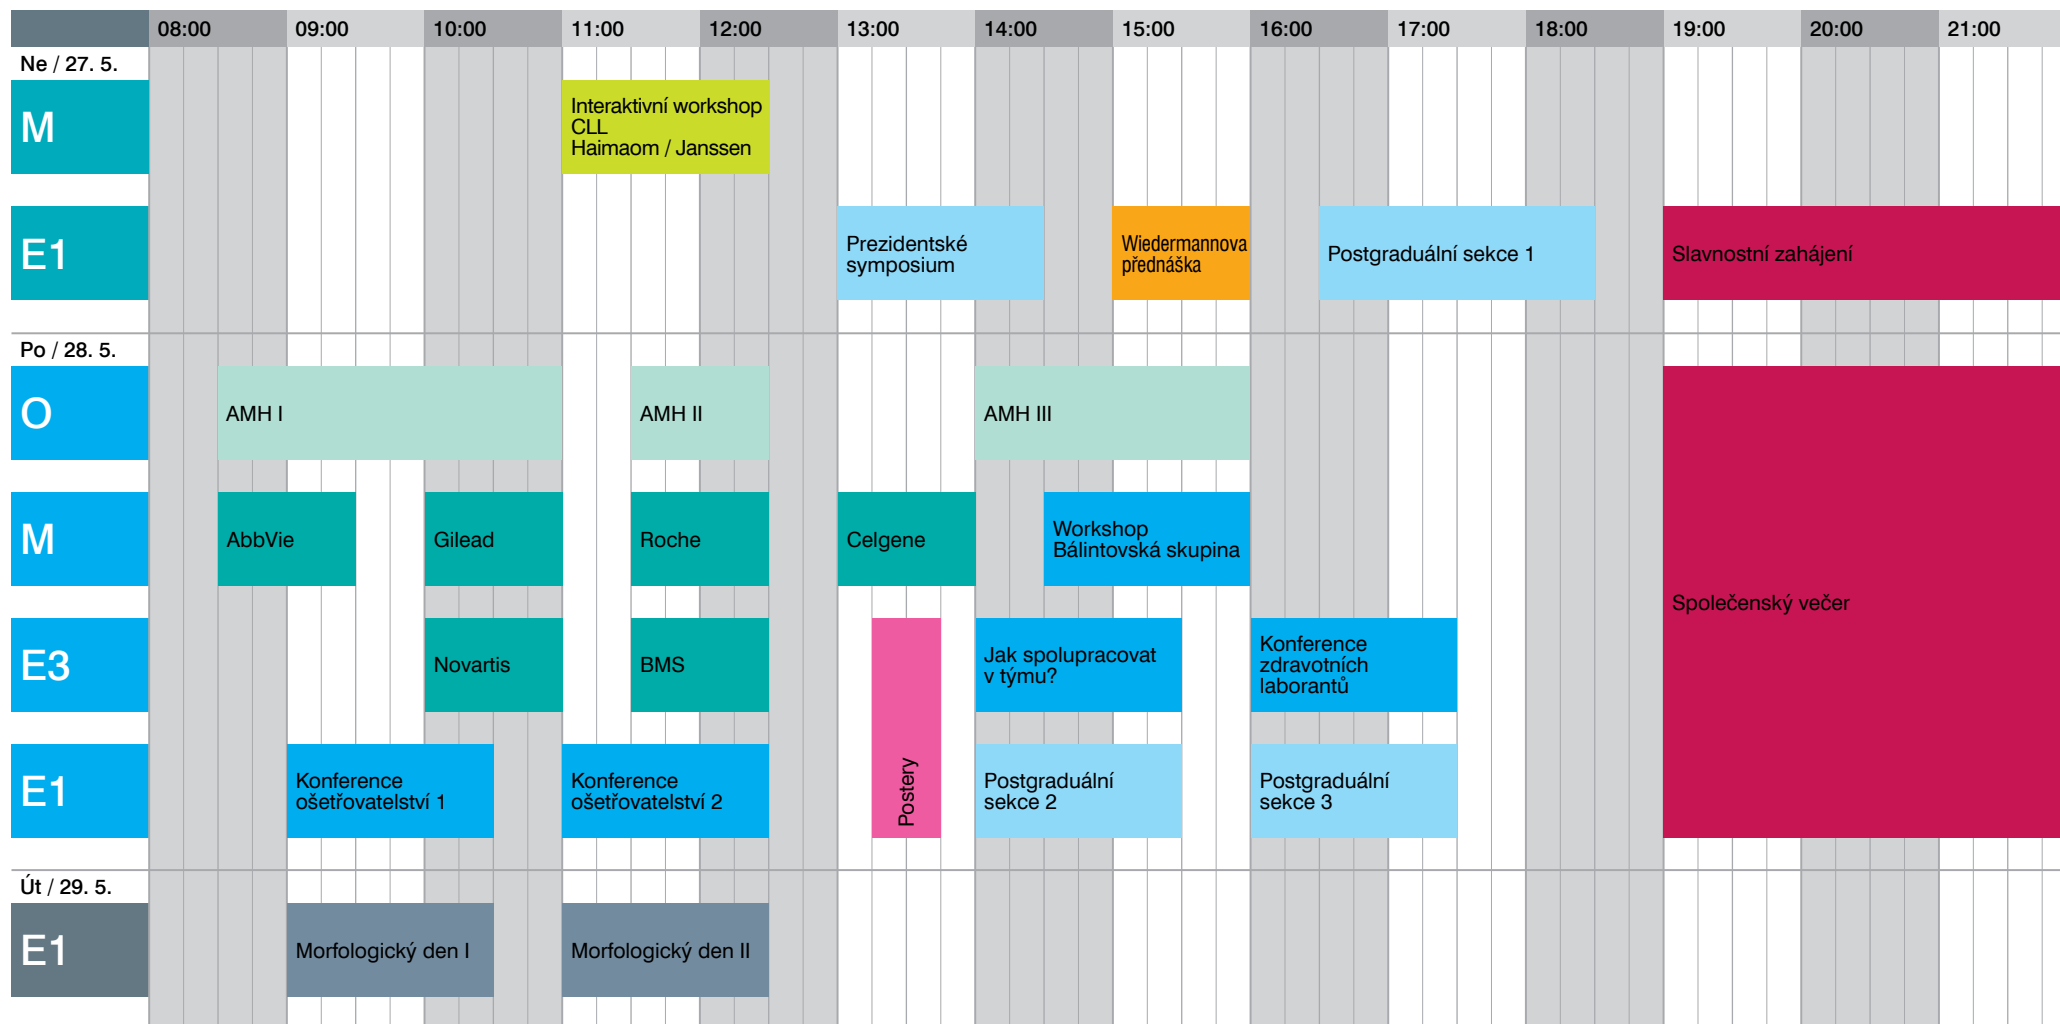 08:00 09:00 10:00 11:00 12:00 13:00 14:00 15:00 16:00 17:00 18:00 19:00 20:00 21:00
Ne / 27. 5.
M
Interaktivní workshop
CLL
Haimaom / Janssen
E1
Prezidentské
symposium
Wiedermannova
přednáška
Postgraduální sekce 1
Slavnostní zahájení
Po / 28. 5.
O
AMH I
AMH II
AMH III
M
AbbVie
Gilead
Roche
Celgene
Workshop
Bálintovská skupina
Společenský večer
E3
Novartis
BMS
Postery
Jak spolupracovat
v týmu?
Konference
zdravotních
laborantů
E1
Konference
ošetřovatelství 1
Konference
ošetřovatelství 2
Postgraduální
sekce 2
Postgraduální
sekce 3
Út / 29. 5.
E1
Morfologický den I
Morfologický den II